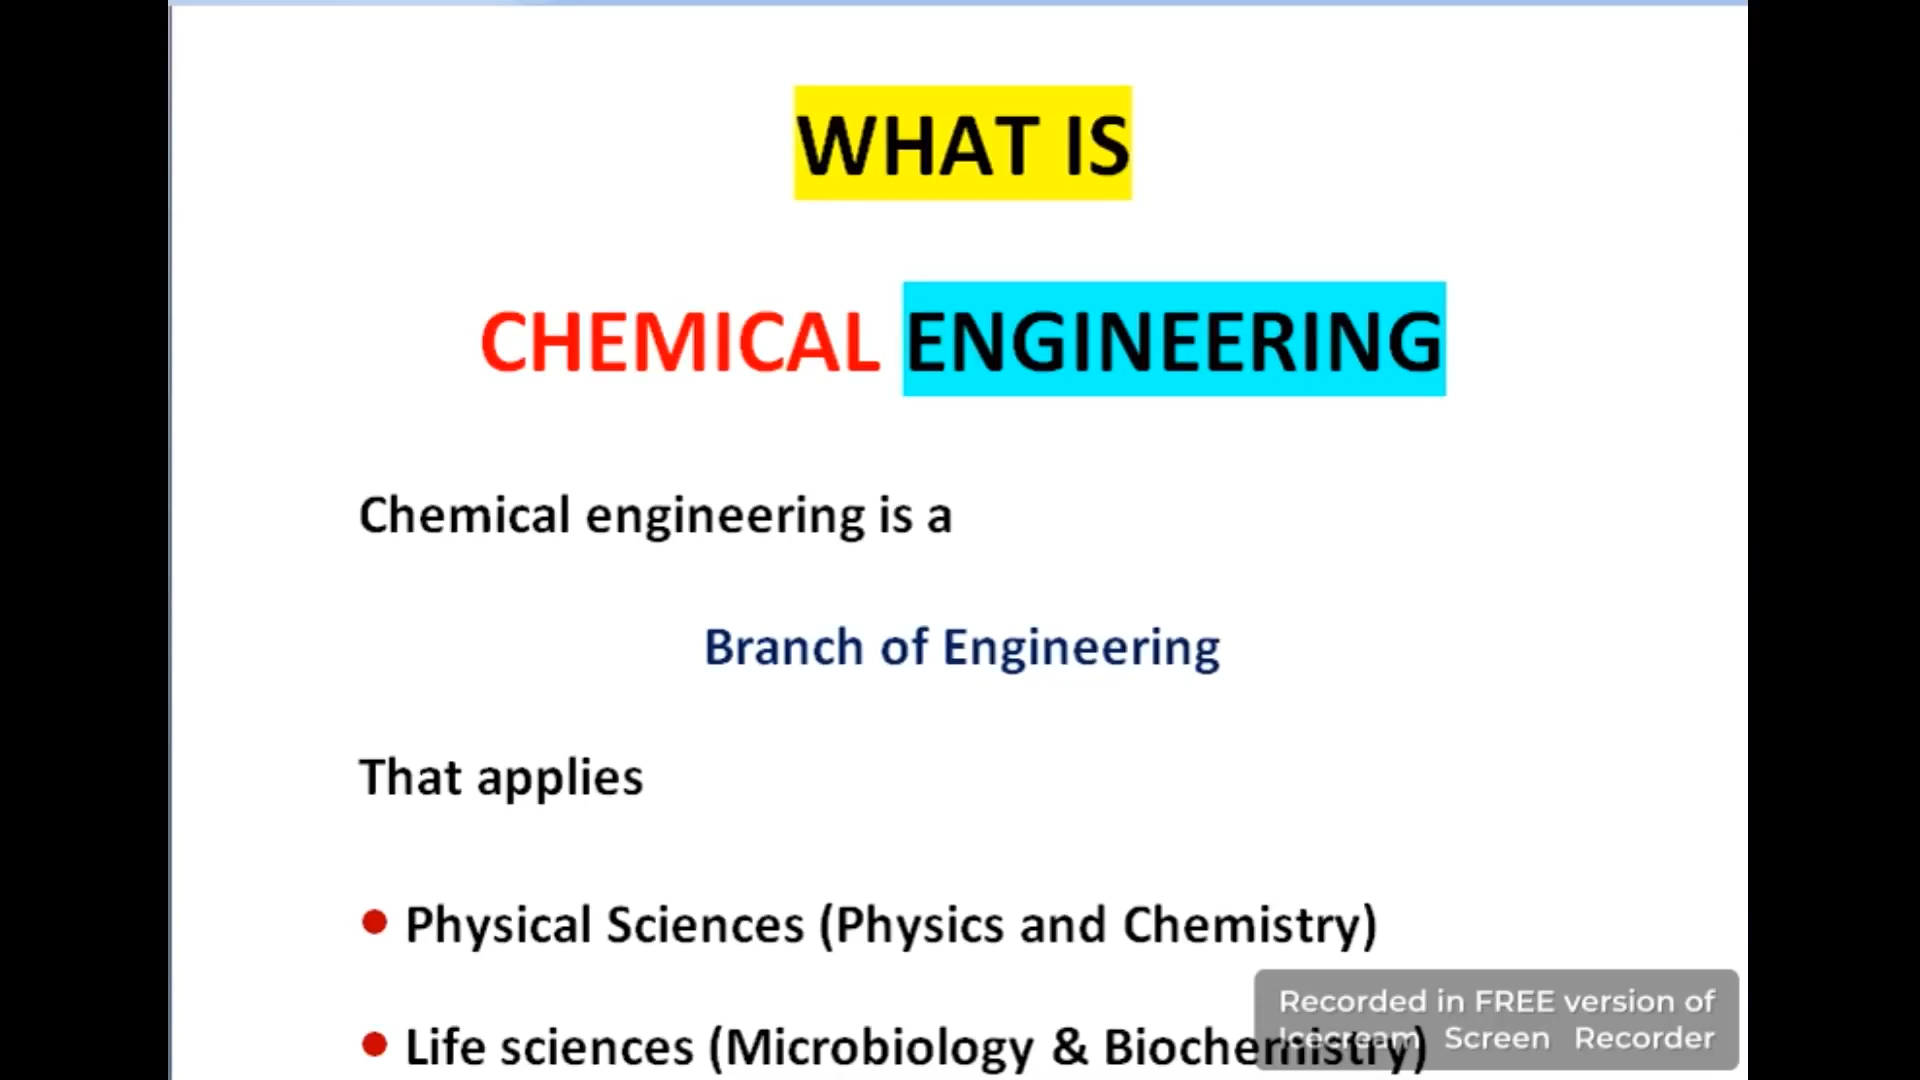 WHAT IS
CHEMICAL ENGINEERING
Chemical engineering is a
Branch of Engineering
That applies
• Physical Sciences (Physics and Chemistry)
• Life sciences (Microbiology & Biochemistry)
Recorded in FREE version of
Icecream Screen Recorder